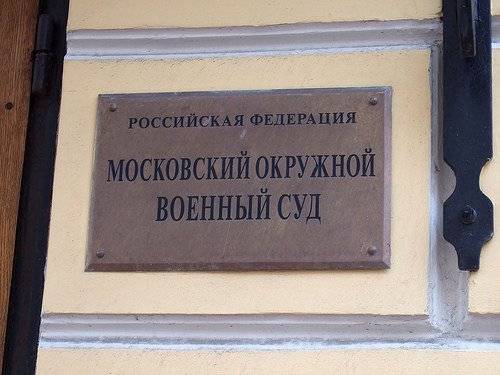 РОССИЙСКАЯ ФЕДЕРАЦИЯ
МОСКОВСКИЙ ОКРУЖНОЙ
ВОЕННЫЙ СУД